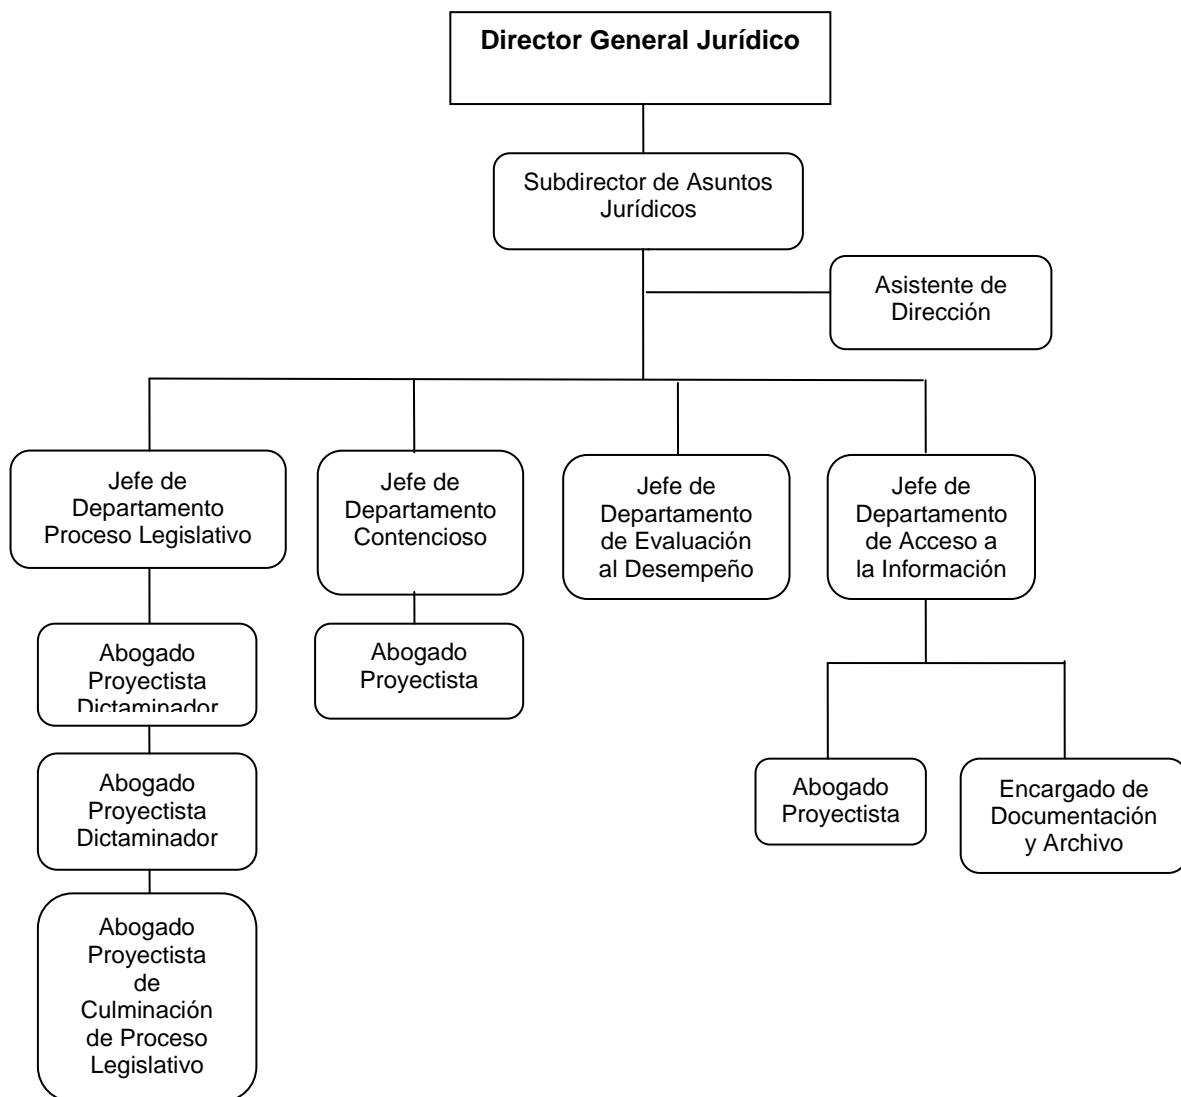 Director General Jurídico
Subdirector de Asuntos
Jurídicos
Asistente de
Dirección
Jefe de
Departamento
Proceso Legislativo
Jefe de
Departamento
Contencioso
Jefe de
Departamento
de Evaluación
al Desempeño
Jefe de
Departamento
de Acceso a
la Información
Abogado
Proyectista
Dictaminador
Abogado
Proyectista
Abogado
Proyectista
Dictaminador
Abogado
Proyectista
Encargado de
Documentación
y Archivo
Abogado
Proyectista
de
Culminación
de Proceso
Legislativo